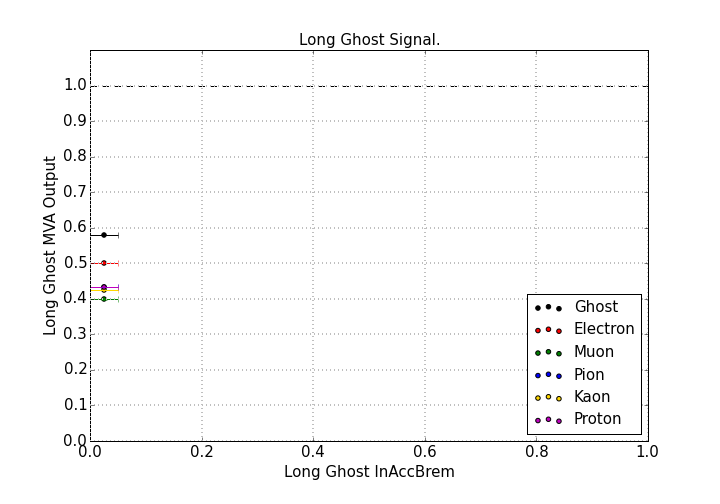 Long Ghost Signal.
Long Ghost MVA Output
1.0
0.9
0.8
0.7
0.6
0.5
0.4
0.3
0.2
0.1
0.0
0.0 0.2 0.4 0.6 0.8 1.0
Long Ghost InAccBrem
Ghost
Electron
Muon
Pion
Kaon
Proton